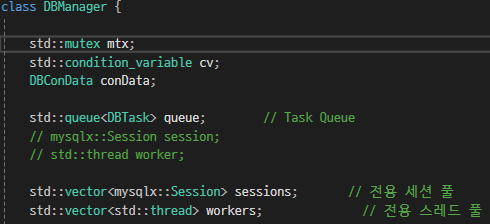 class DBManager {
std::mutex mtx;
std::condition_variable cv;
DBConData conData;
std::queue<DBTask> queue; // Task Queue
// mysqlx::Session session;
// std::thread worker;
std::vector<mysqlx::Session> sessions; // 전용 세션 풀
std::vector<std::thread> workers; // 전용 스레드 풀